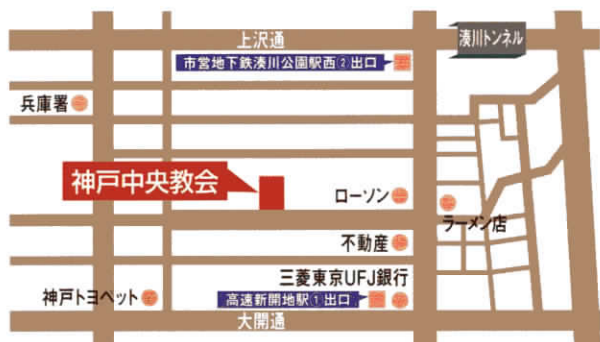 上沢通
湊川トンネル
市営地下鉄湊川公園駅西②出口
兵庫署
神戸中央教会
ローソン
ラーメン店
不動産
三菱東京UFJ銀行
神戸トヨペット
高速新開地駅①出口
大開通